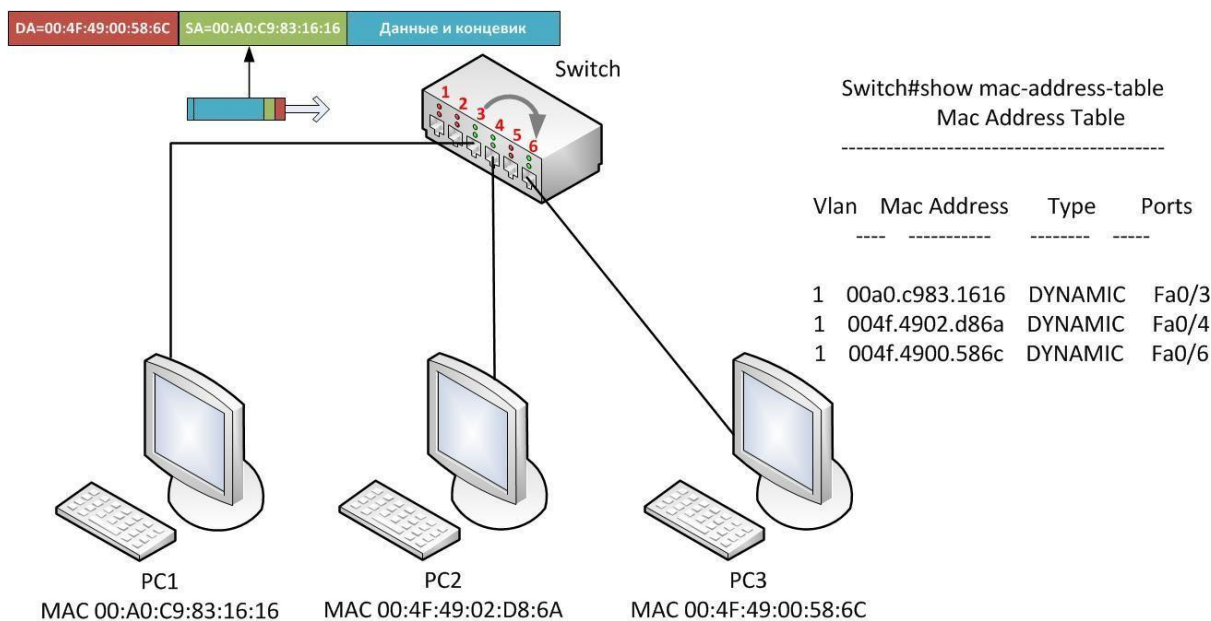 DA=00:4F:49:00:58:6C SA=00:A0:C9:83:16:16 Данные и концевик
Switch
1 2 3 4 5 6
Switch#show mac-address-table
Mac Address Table
-------------------------------------------
Vlan Mac Address Type Ports
---- ----------- -------- -----
1 00a0.c983.1616 DYNAMIC Fa0/3
1 004f.4902.d86a DYNAMIC Fa0/4
1 004f.4900.586c DYNAMIC Fa0/6
PC1
MAC 00:A0:C9:83:16:16
PC2
MAC 00:4F:49:02:D8:6A
PC3
MAC 00:4F:49:00:58:6C